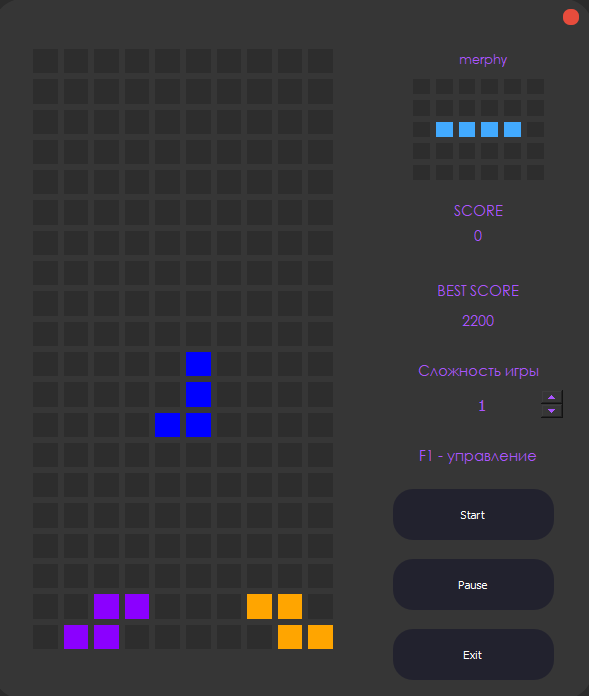 merphy
SCORE
0
BEST SCORE
2200
Сложность игры
1
F1 - управление
Start
Pause
Exit